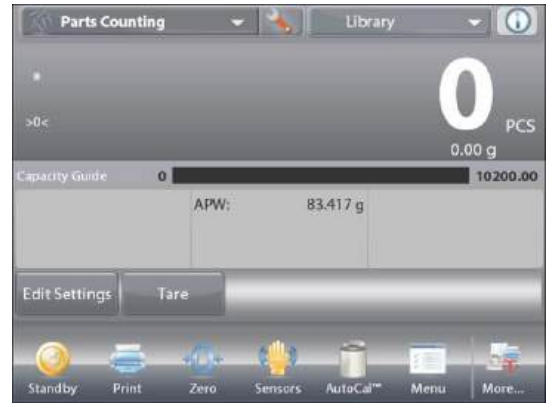 Parts Counting
Library
*
>0<
0 PCS
0.00 g
Capacity Guide 0 10200.00
APW: 83.417 g
Edit Settings Tare
Standby Print Zero Sensors AutoCal™ Menu More...